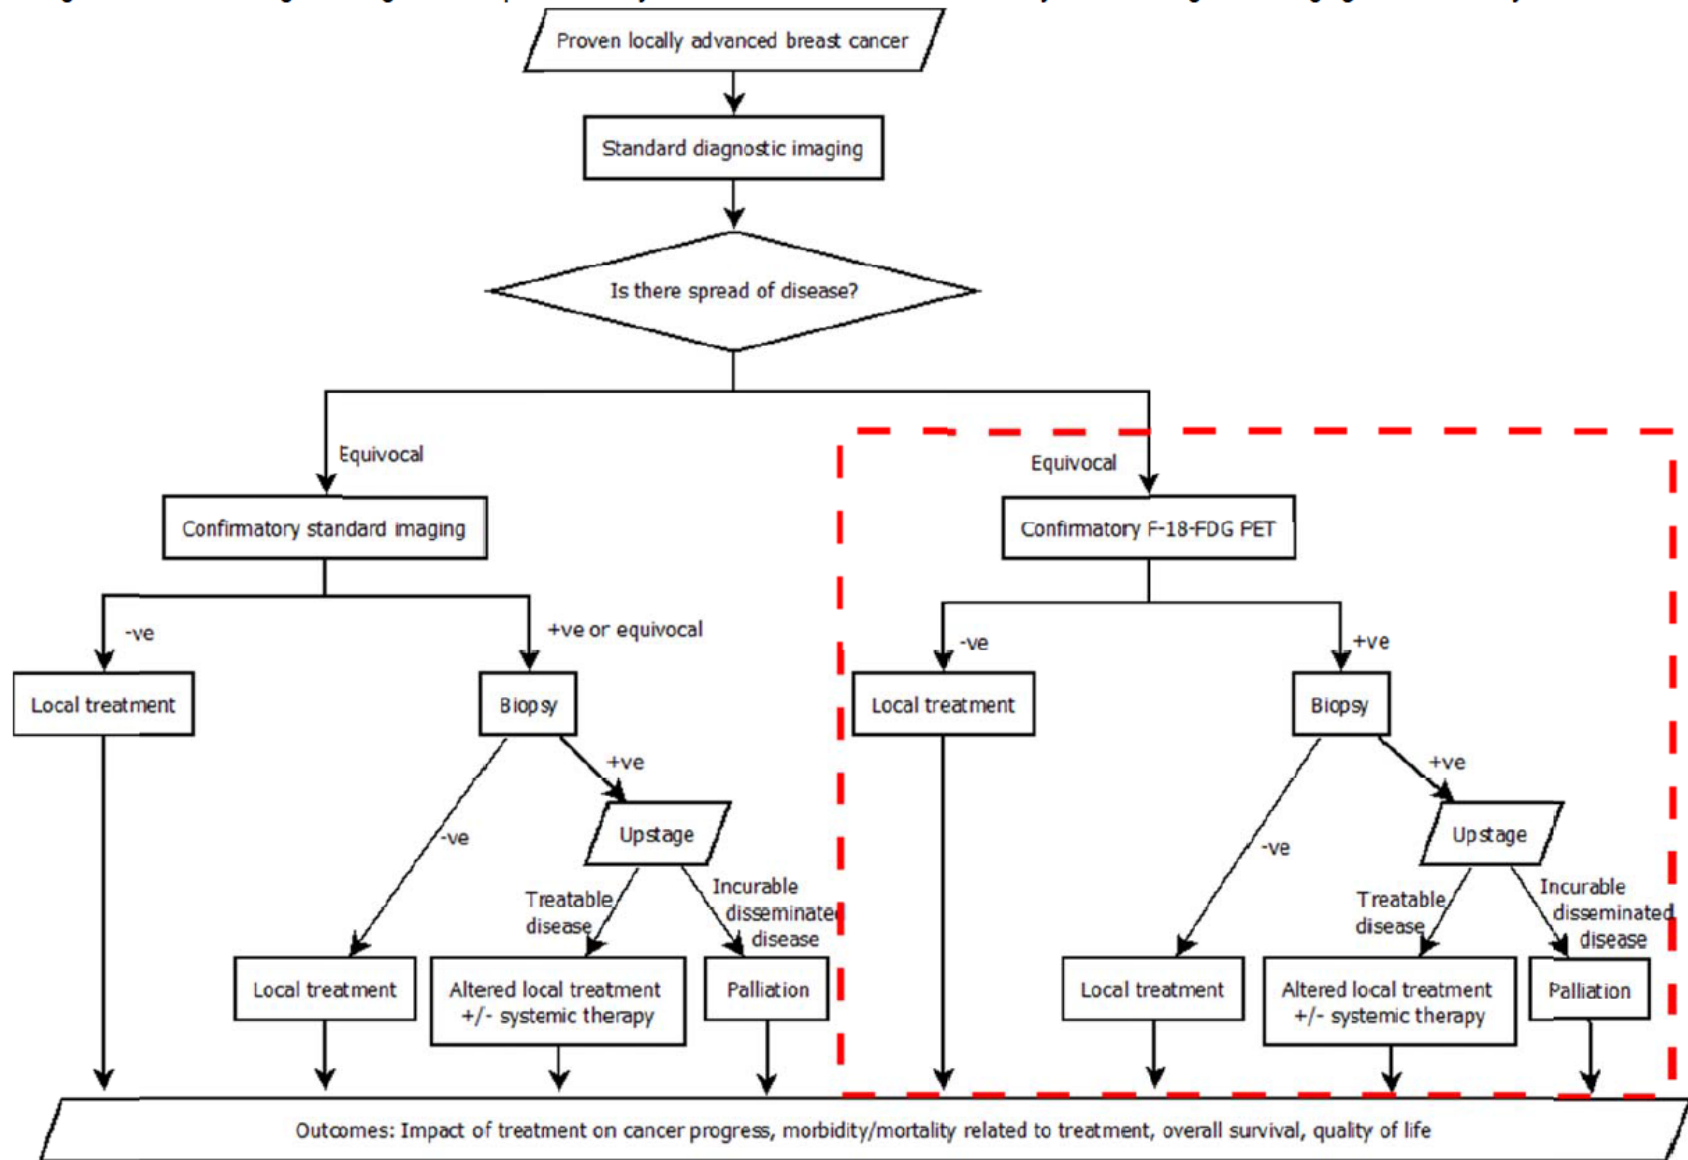 Proven locally advanced breast cancer
Standard diagnostic imaging
Is there spread of disease?
Equivocal
Equivocal
Confirmatory standard imaging
Confirmatory F-18-FDG PET
-ve
+ve or equivocal
-ve
+ve
Local treatment
Biopsy
Local treatment
Biopsy
+ve
+ve
Upstage
Upstage
-ve
-ve
Treatable
disease
Incurable
disseminated
disease
Treatable
disease
Incurable
disseminated
disease
Local treatment
Altered local treatment
+/- systemic therapy
Palliation
Local treatment
Altered local treatment
+/- systemic therapy
Palliation
Outcomes: Impact of treatment on cancer progress, morbidity/mortality related to treatment, overall survival, quality of life